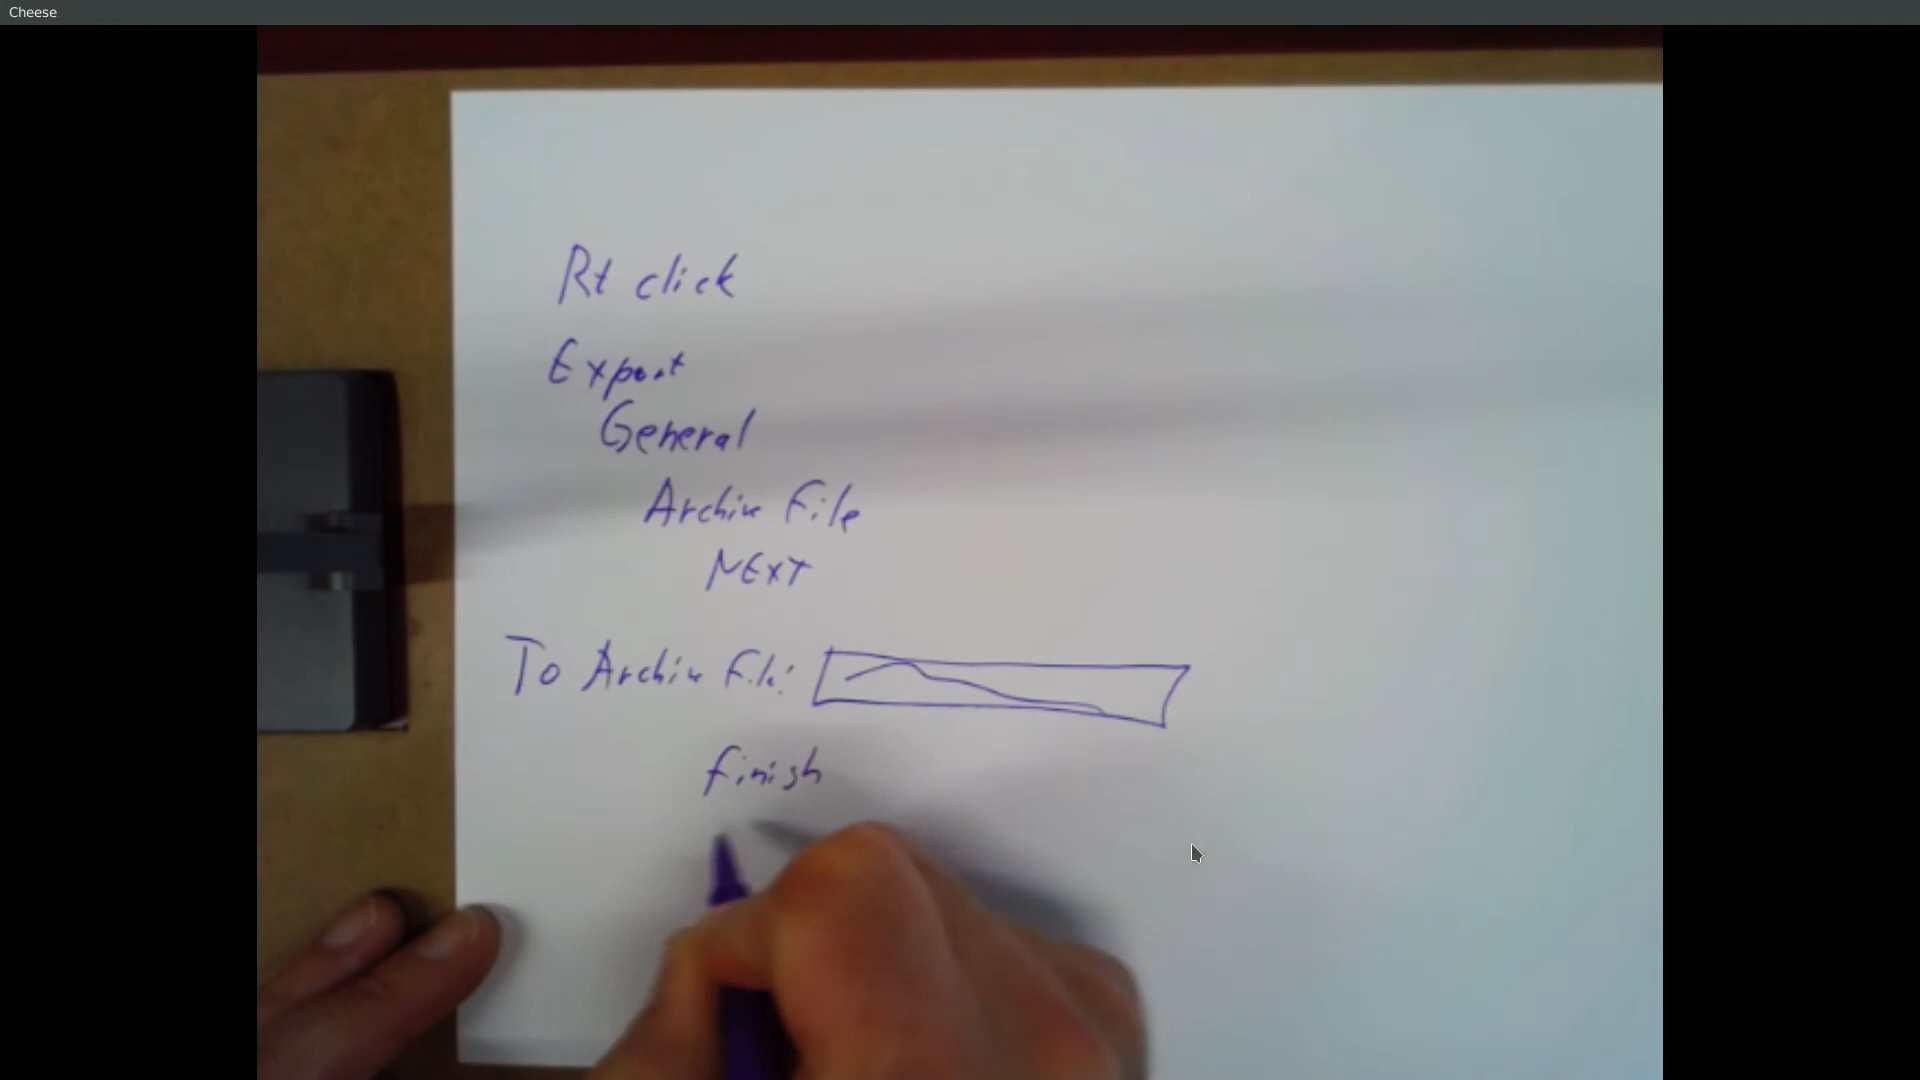 Cheese
Rt click
Export
General
Archive File
NEXT
To Archive File:
finish